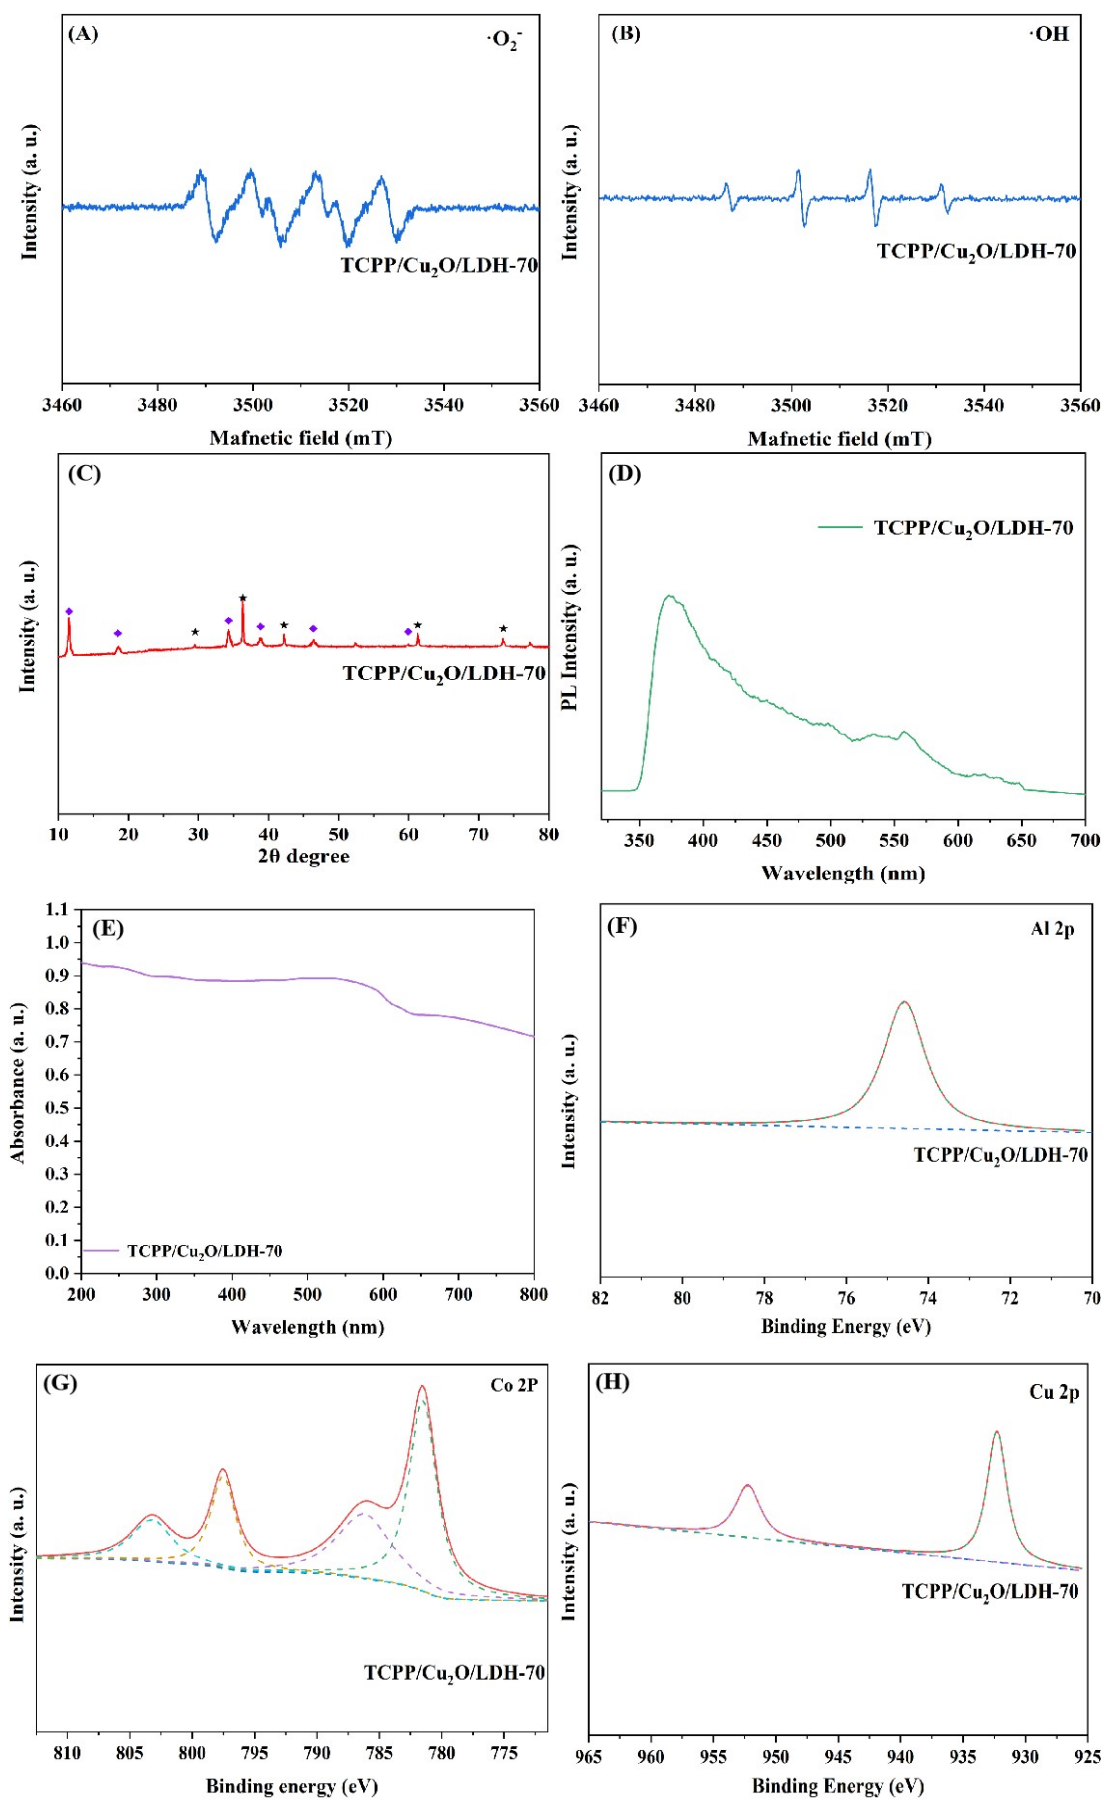 (A)
·O₂⁻
Intensity (a. u.)
TCPP/Cu₂O/LDH-70
3460 3480 3500 3520 3540 3560
Mafnetic field (mT)
(B)
·OH
Intensity (a. u.)
TCPP/Cu₂O/LDH-70
3460 3480 3500 3520 3540 3560
Mafnetic field (mT)
(C)
Intensity (a. u.)
TCPP/Cu₂O/LDH-70
10 20 30 40 50 60 70 80
2θ degree
(D)
TCPP/Cu₂O/LDH-70
PL Intensity (a. u.)
350 400 450 500 550 600 650 700
Wavelength (nm)
(E)
1.1
1.0
0.9
0.8
0.7
0.6
0.5
0.4
0.3
0.2
0.1
0.0
Absorbance (a. u.)
TCPP/Cu₂O/LDH-70
200 300 400 500 600 700 800
Wavelength (nm)
(F)
Al 2p
Intensity (a. u.)
TCPP/Cu₂O/LDH-70
82 80 78 76 74 72 70
Binding Energy (eV)
(G)
Co 2P
Intensity (a. u.)
TCPP/Cu₂O/LDH-70
810 805 800 795 790 785 780 775
Binding energy (eV)
(H)
Cu 2p
Intensity (a. u.)
TCPP/Cu₂O/LDH-70
965 960 955 950 945 940 935 930 925
Binding Energy (eV)